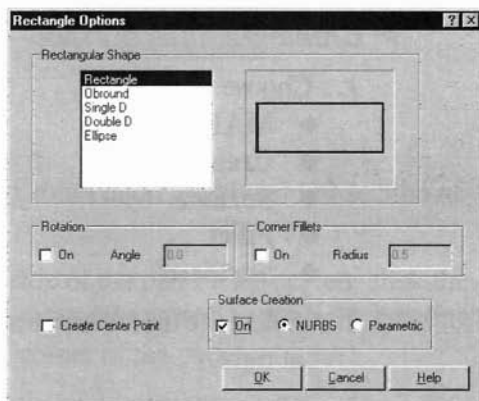 Rectangle Options
Rectangular Shape
Rectangle
Obround
Single D
Double D
Ellipse
Rotation
On Angle 0.0
Corner Fillets
On Radius 0.5
Create Center Point
Surface Creation
On NURBS Parametric
OK Cancel Help